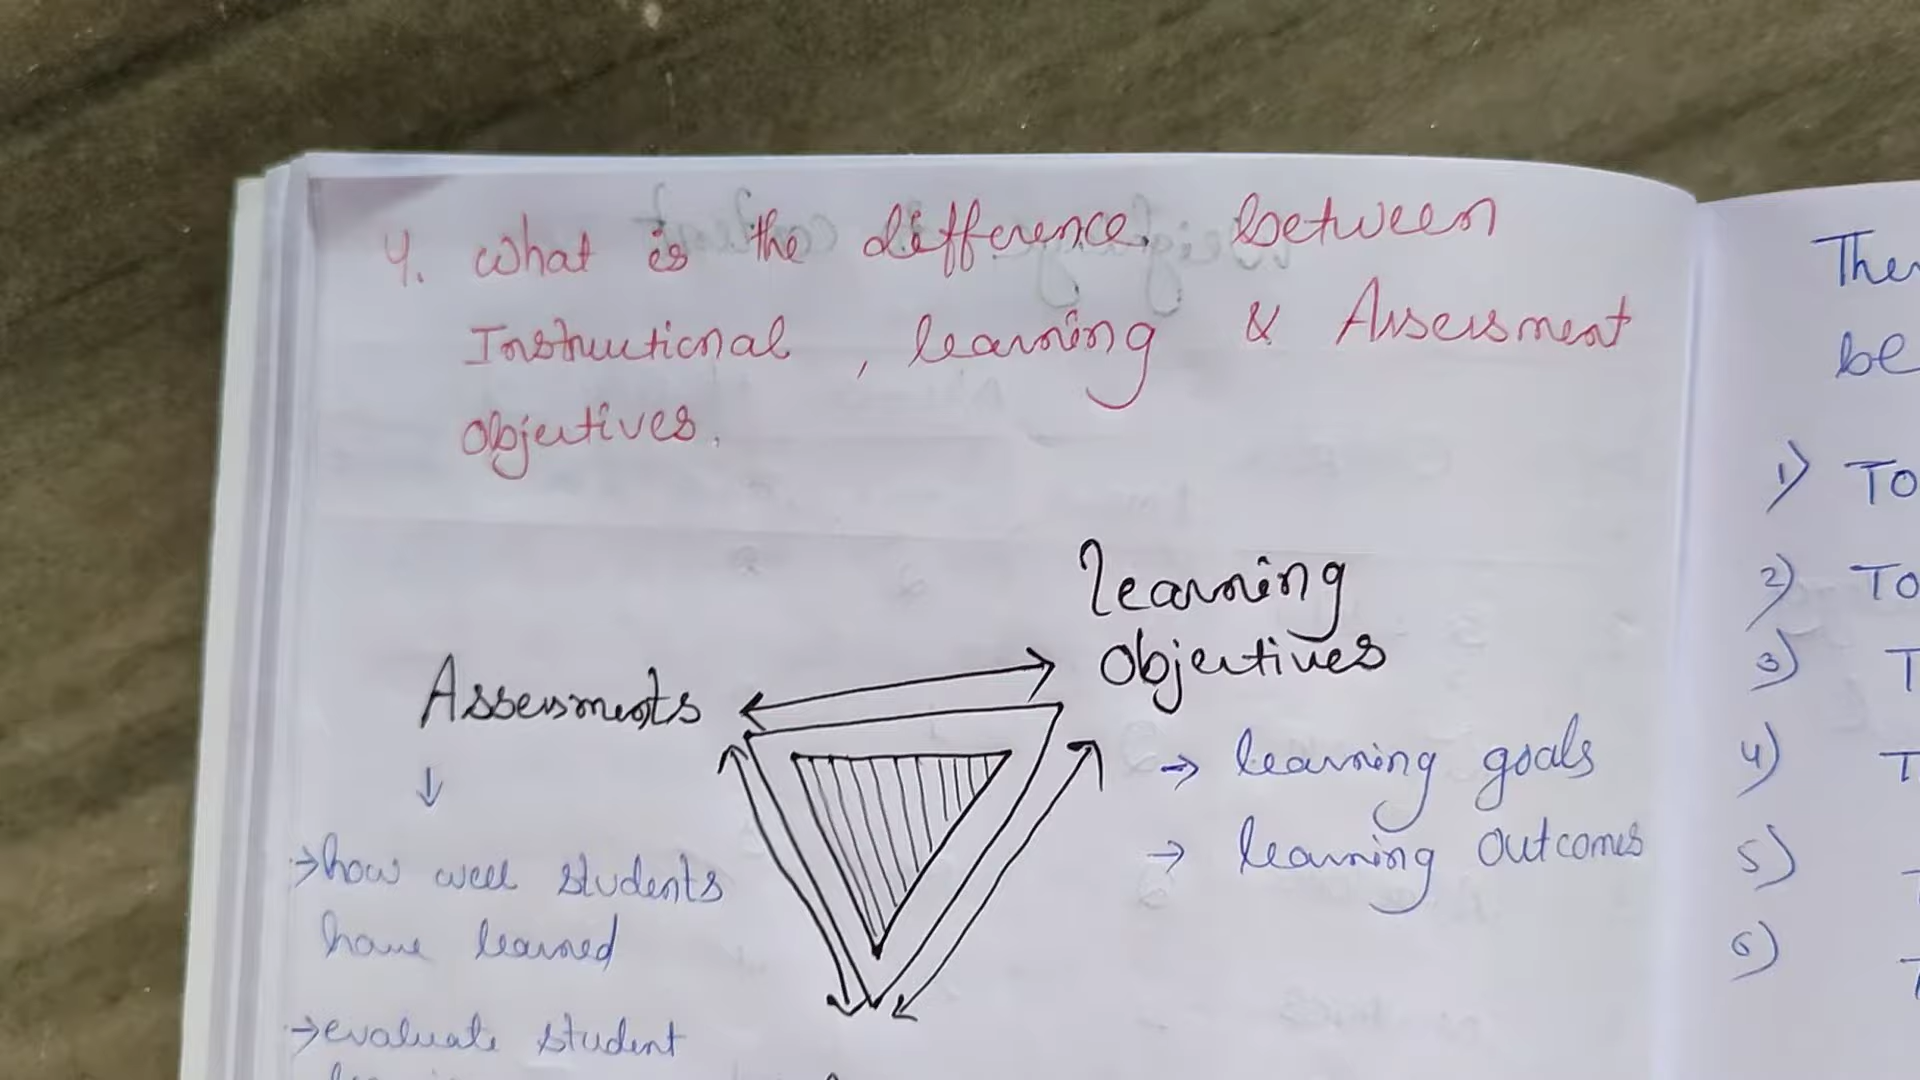 4. What is the difference between
Instructional, learning & Assessment
Objectives.
learning
Objectives
Assessments
→ learning goals
→ learning outcomes
→ how well students
have learned
→ evaluate student
be
1) TO
2) TO
3) T
4) T
5)
6)